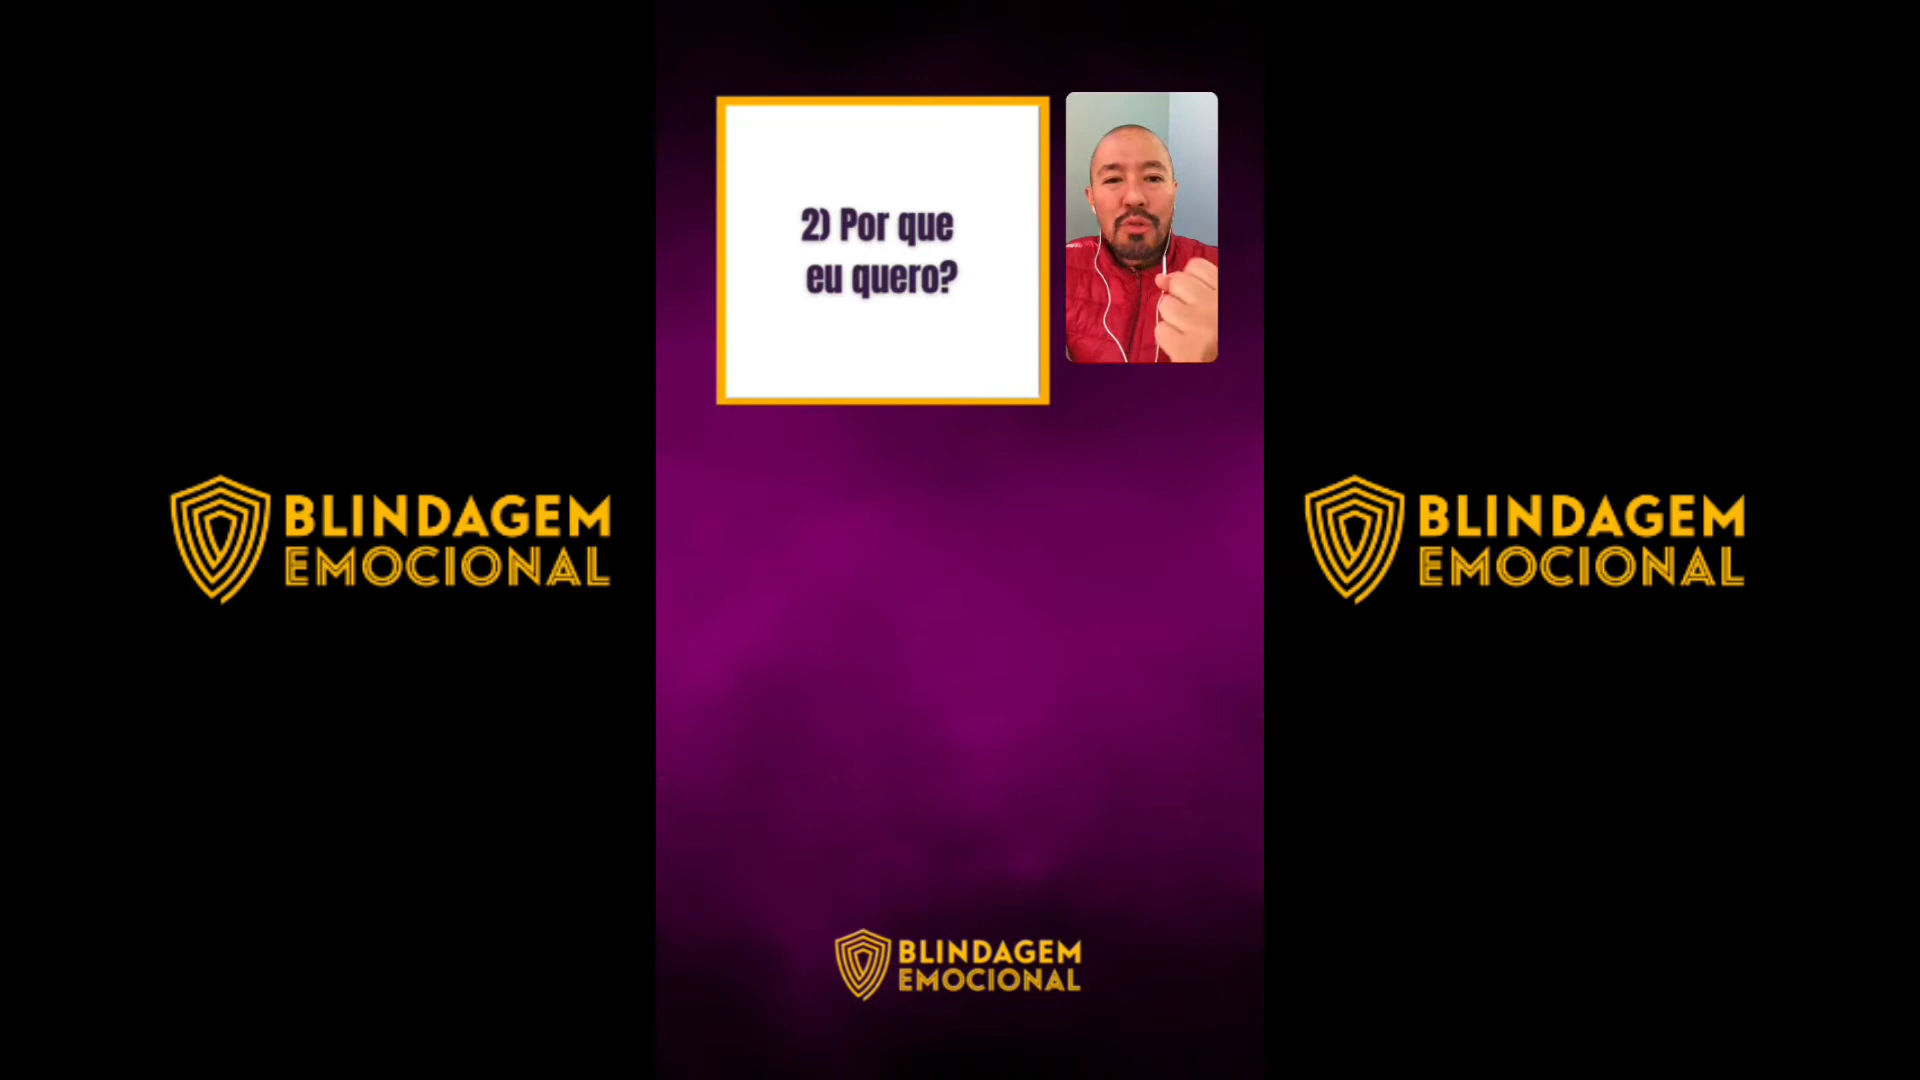 2) Por que
eu quero?
BLINDAGEM
EMOCIONAL
BLINDAGEM
EMOCIONAL
BLINDAGEM
EMOCIONAL